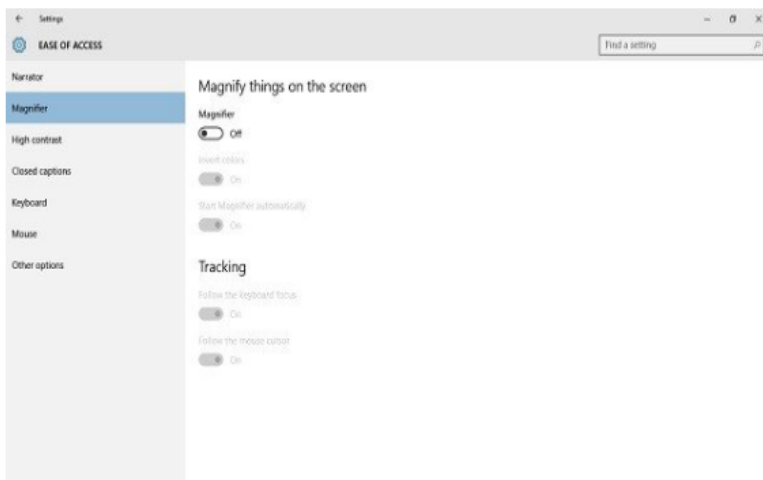 Settings
EASE OF ACCESS
Find a setting
Narrator
Magnifier
High contrast
Closed captions
Keyboard
Mouse
Other options
Magnify things on the screen
Magnifier
Off
Invert colors
On
Start Magnifier automatically
On
Tracking
Follow the keyboard focus
On
Follow the mouse cursor
On